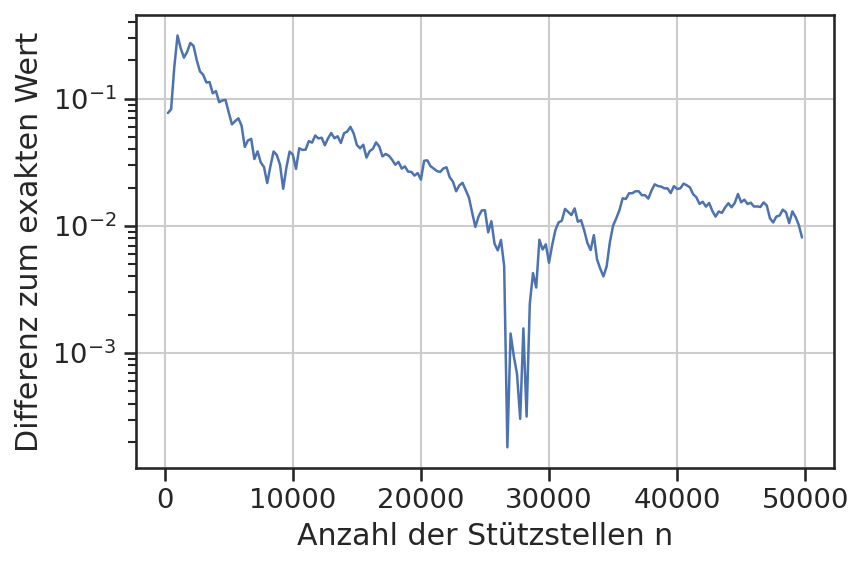 Differenz zum exakten Wert
10⁻¹
10⁻²
10⁻³
0 10000 20000 30000 40000 50000
Anzahl der Stützstellen n